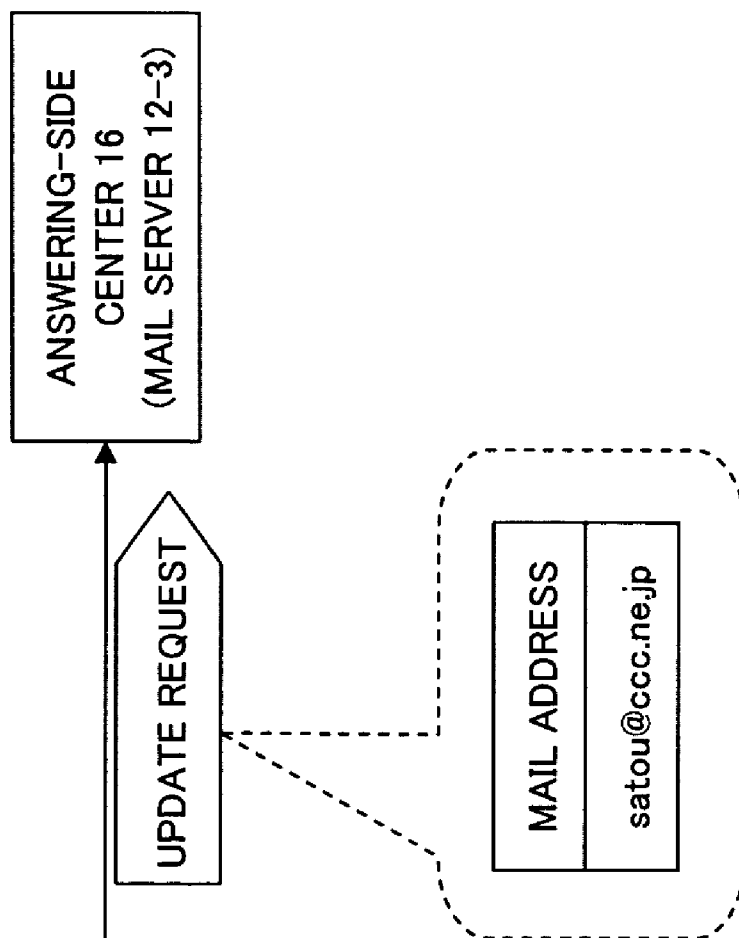 ANSWERING-SIDE
CENTER 16
(MAIL SERVER 12-3)
UPDATE REQUEST
MAIL ADDRESS
satou@ccc.ne.jp